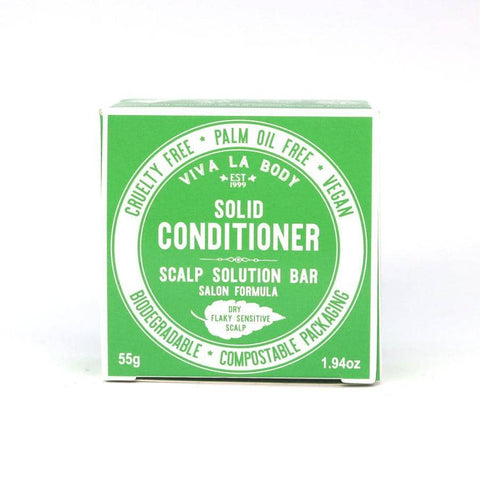 CRUELTY FREE • PALM OIL FREE • VEGAN
VIVA LA BODY
EST
1999
SOLID
CONDITIONER
SCALP SOLUTION BAR
SALON FORMULA
DRY
FLAKY SENSITIVE
SCALP
BIODEGRADABLE • COMPOSTABLE PACKAGING
55g
1.94oz